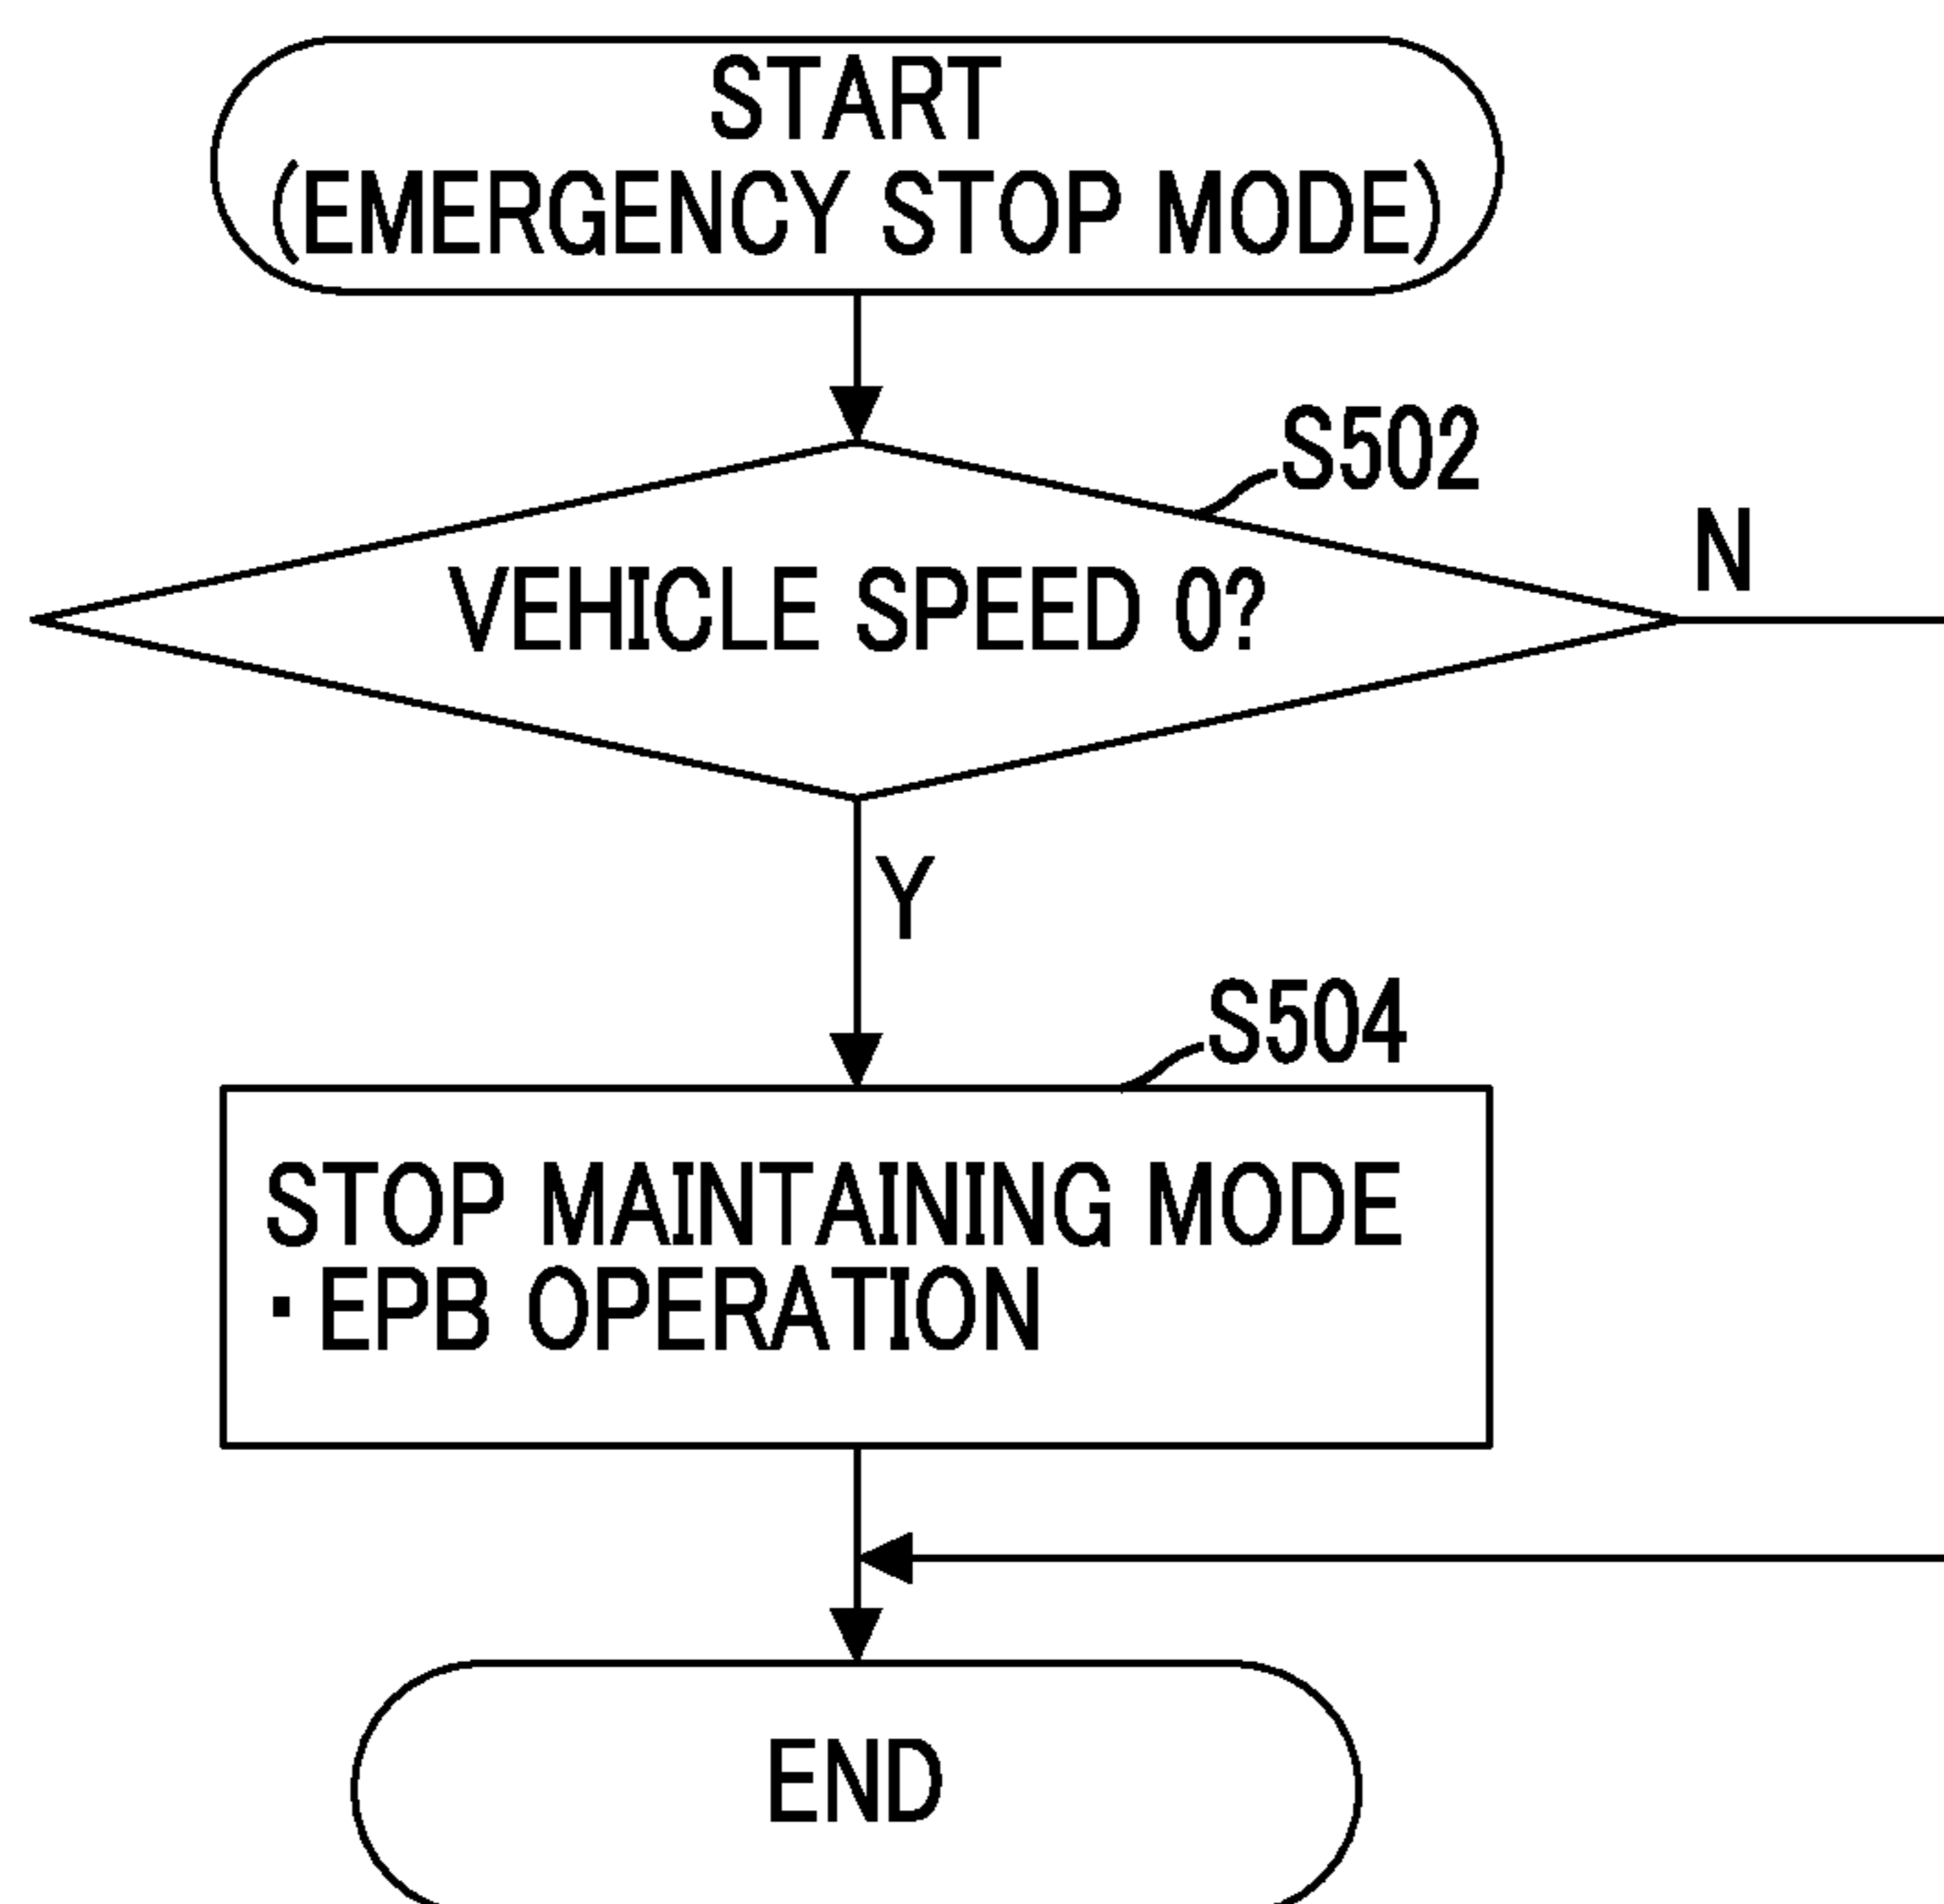 START
(EMERGENCY STOP MODE)
S502
N
VEHICLE SPEED 0?
Y
S504
STOP MAINTAINING MODE
・EPB OPERATION
END